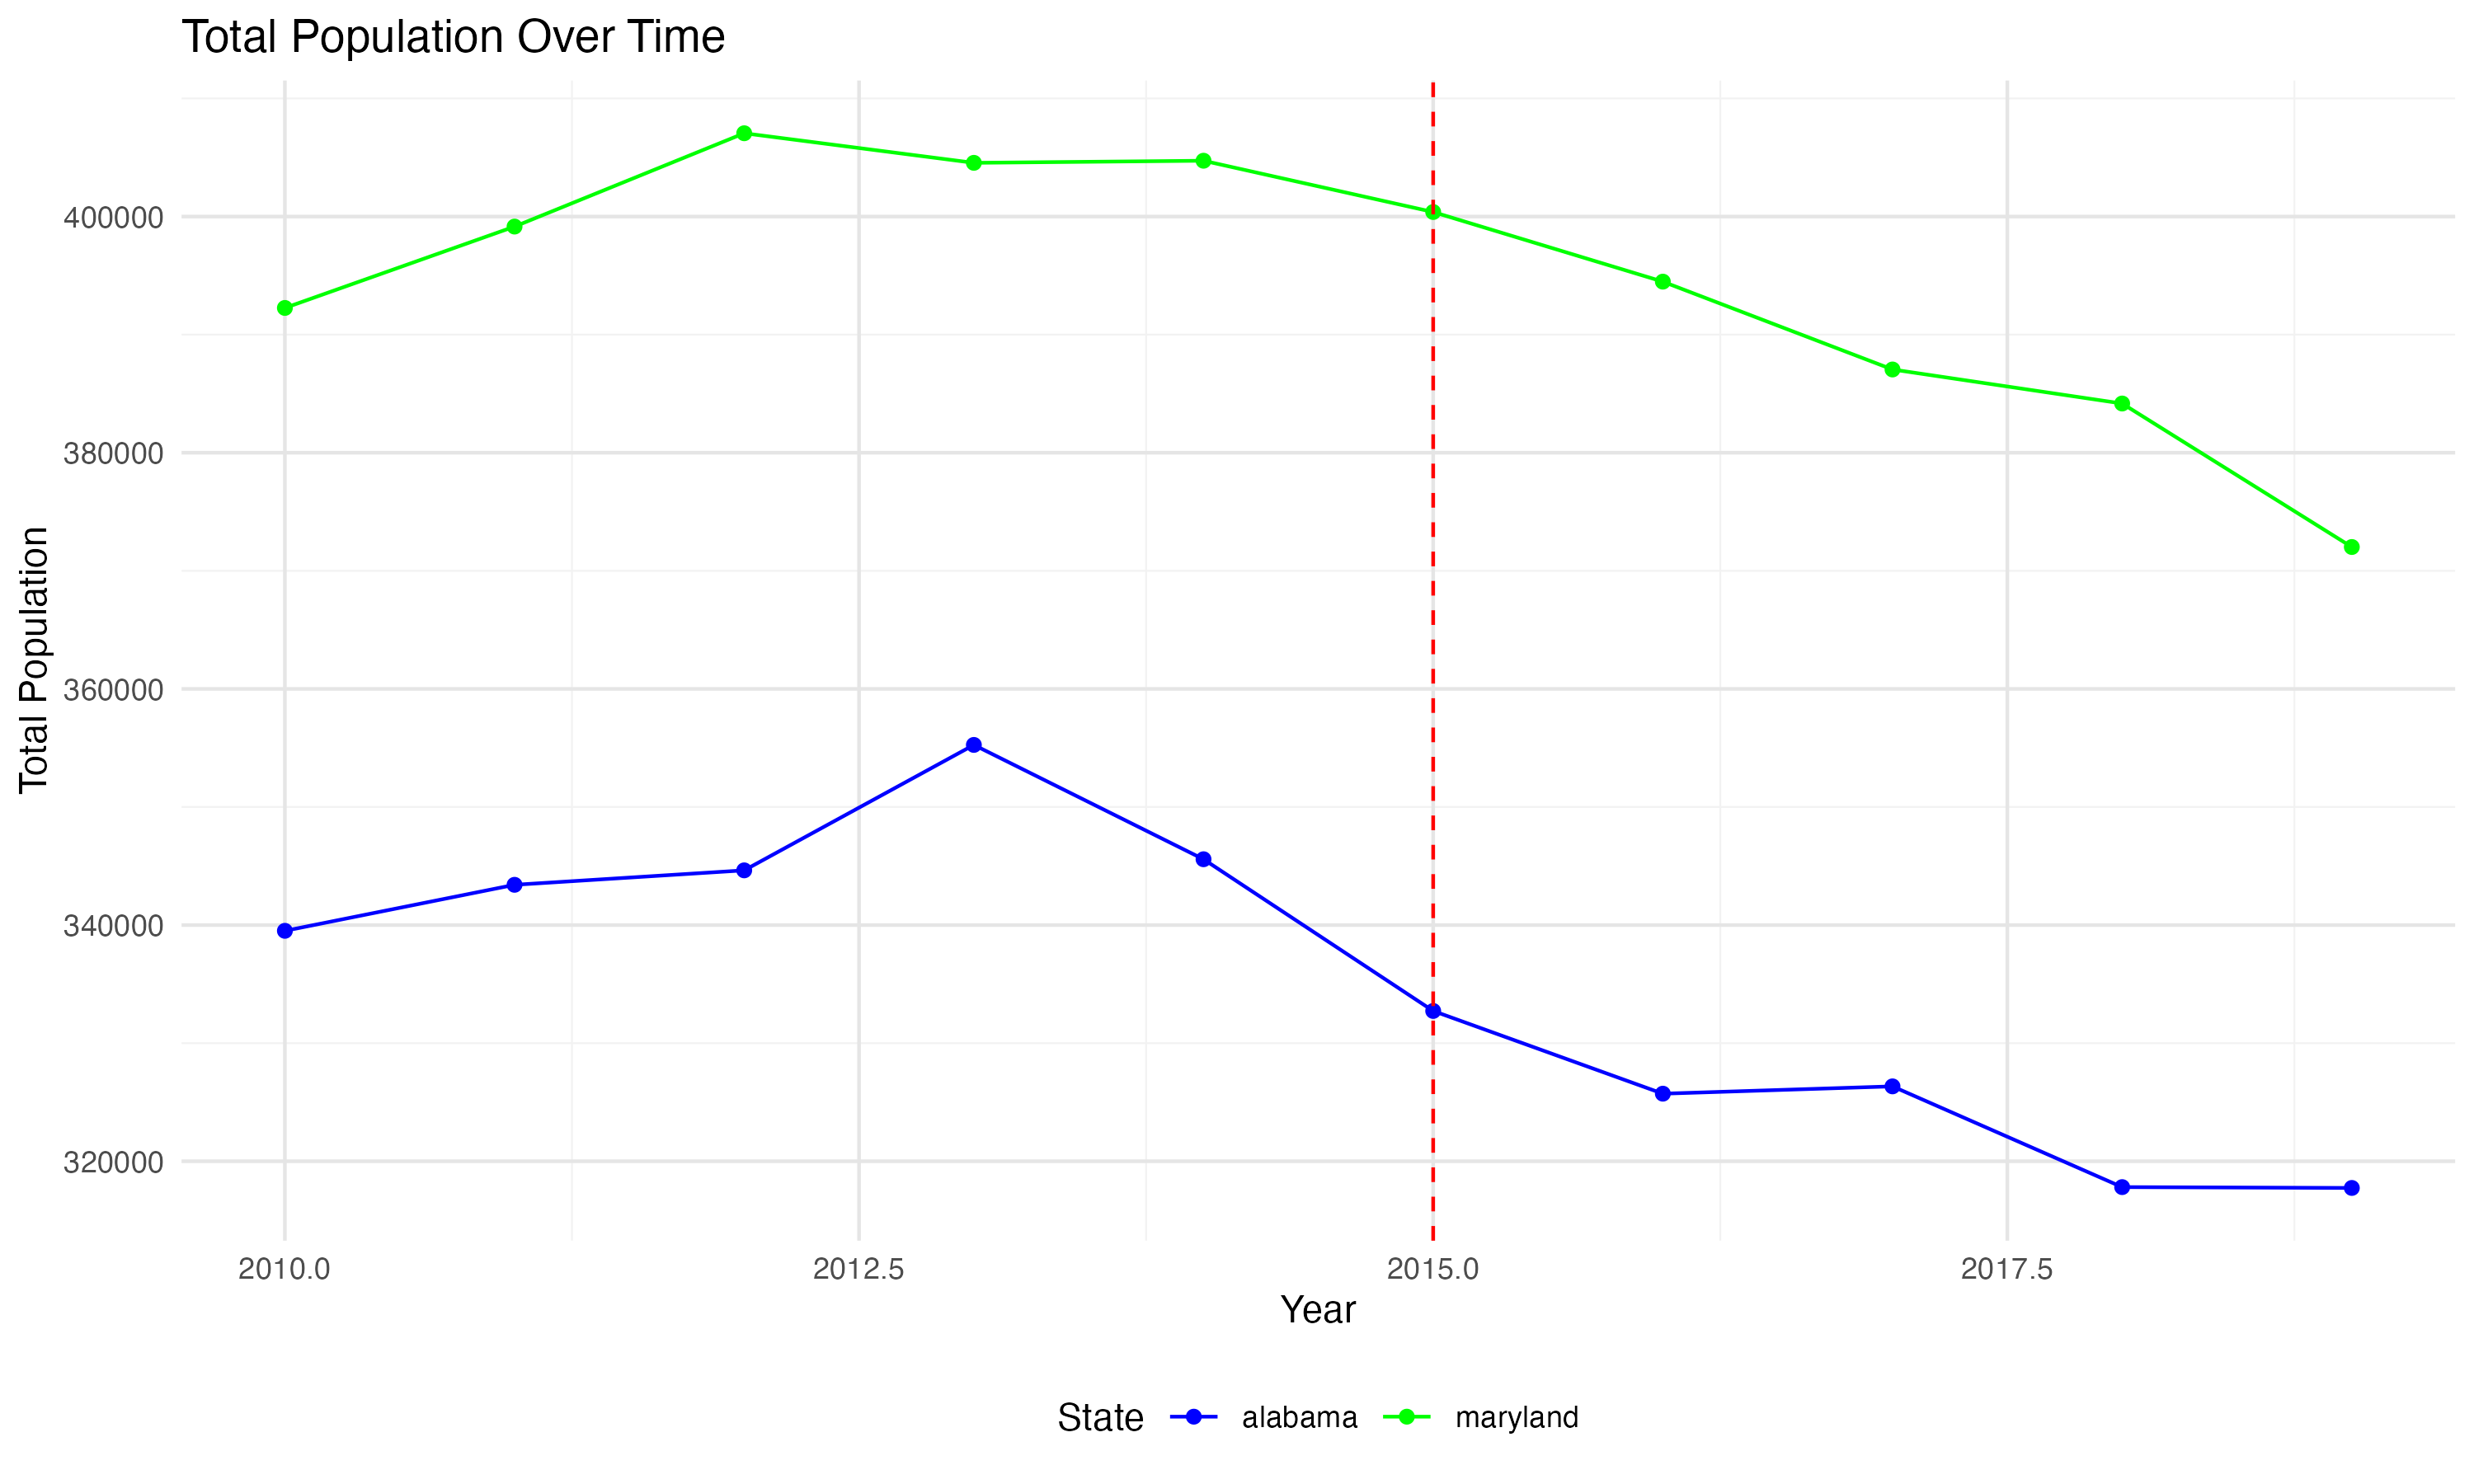 Total Population Over Time
Total Population
400000
380000
360000
340000
320000
2010.0 2012.5 2015.0 2017.5
Year
State alabama maryland